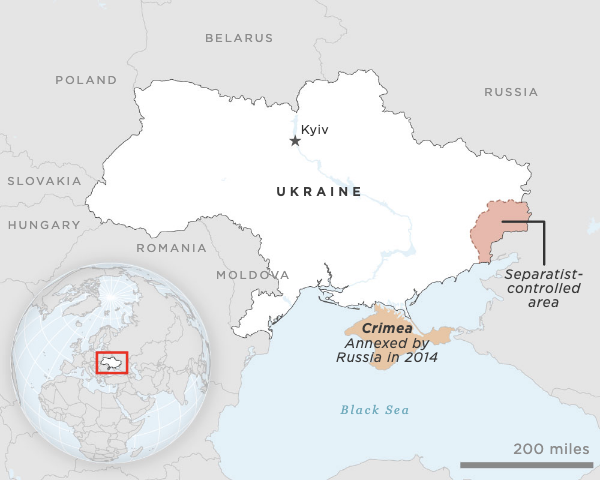 BELARUS
POLAND
RUSSIA
Kyiv
SLOVAKIA
UKRAINE
HUNGARY
ROMANIA
MOLDOVA
Separatist-
controlled
area
Crimea
Annexed by
Russia in 2014
Black Sea
200 miles